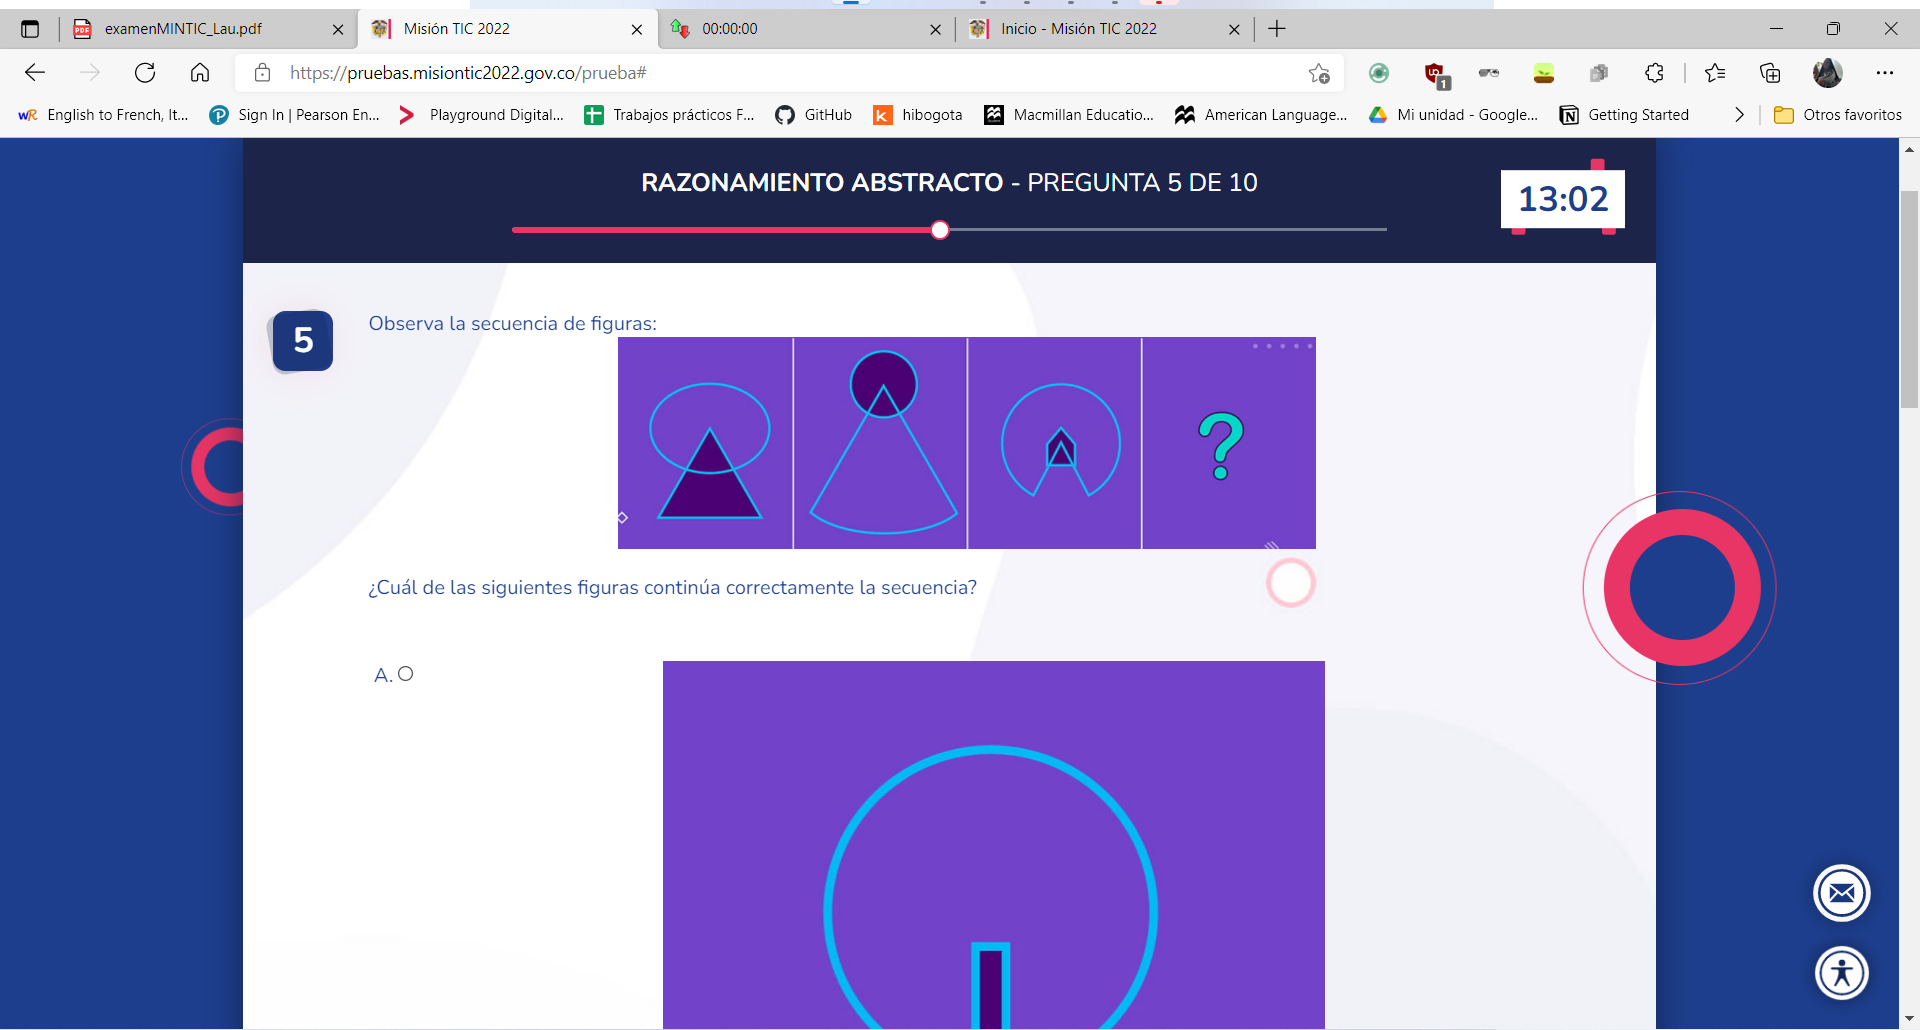 examenMINTIC_Lau.pdf
Misión TIC 2022
00:00:00
Inicio - Misión TIC 2022
https://pruebas.misiontic2022.gov.co/prueba#
1
wR English to French, It...
Sign In | Pearson En...
Playground Digital...
Trabajos prácticos F...
GitHub
k hibogota
Macmillan Educatio...
American Language...
Mi unidad - Google...
Getting Started
Otros favoritos
RAZONAMIENTO ABSTRACTO - PREGUNTA 5 DE 10
13:02
5
Observa la secuencia de figuras:
?
¿Cuál de las siguientes figuras continúa correctamente la secuencia?
A.